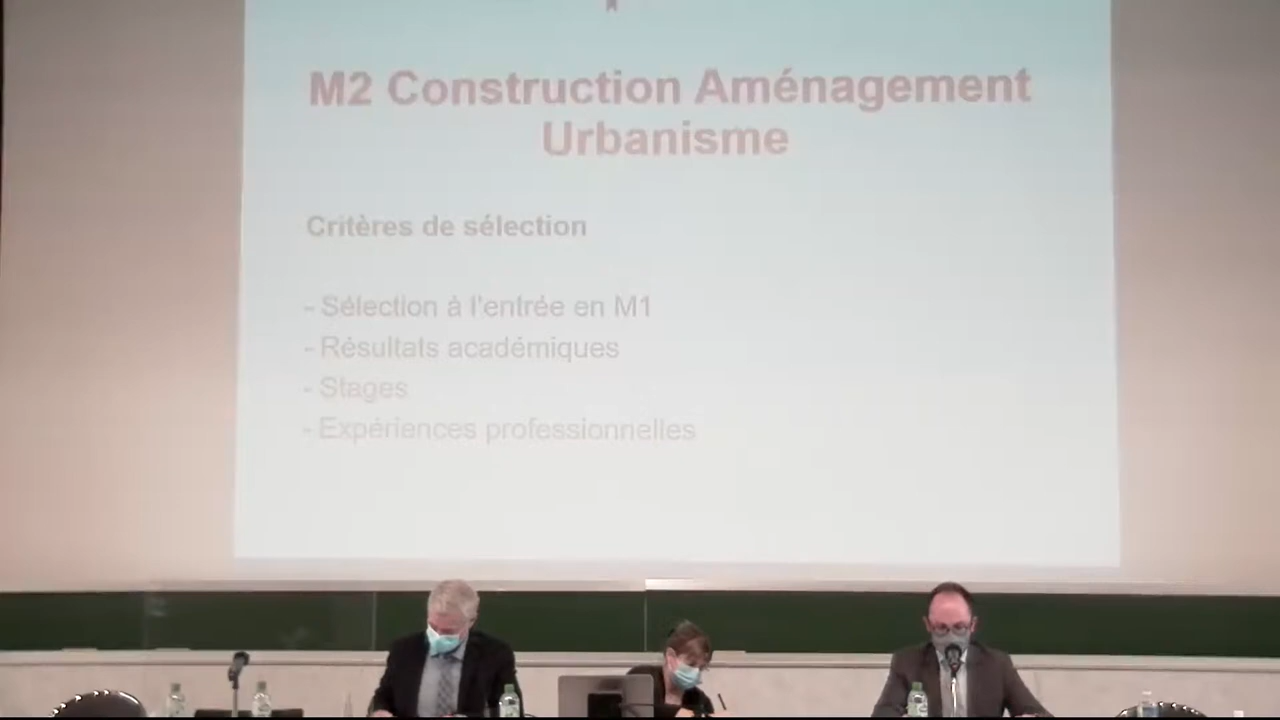 M2 Construction Aménagement
Urbanisme
Critères de sélection
- Sélection à l'entrée en M1
- Résultats académiques
- Stages
- Expériences professionnelles